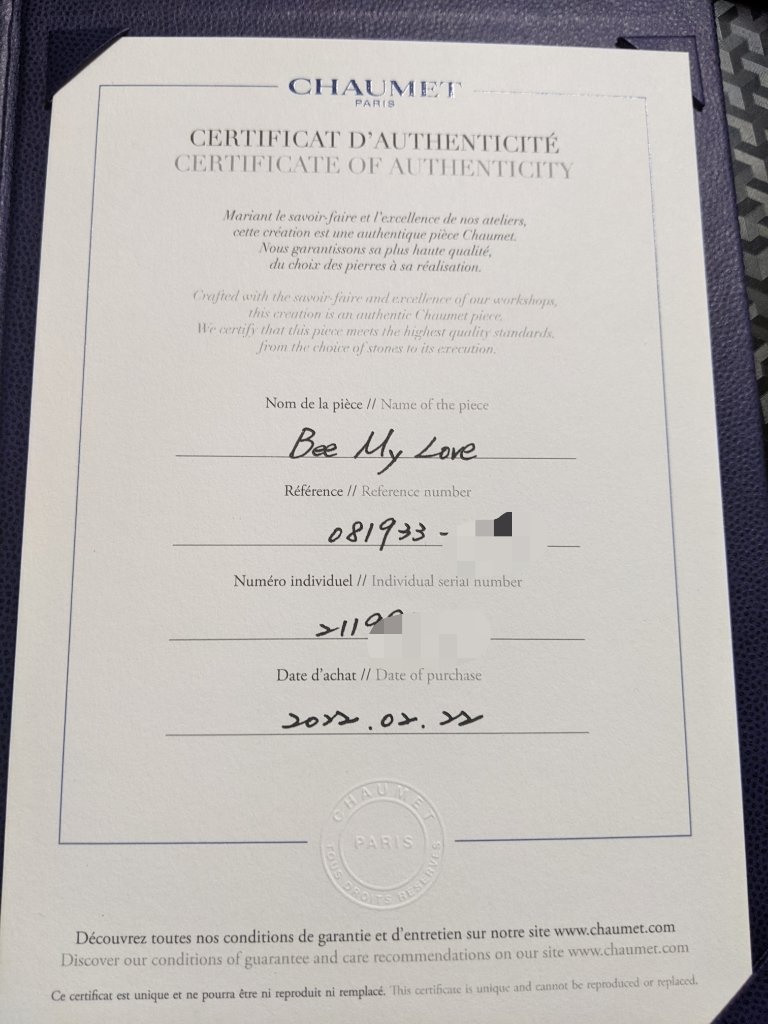 CHAUMET
PARIS
CERTIFICAT D'AUTHENTICITÉ
CERTIFICATE OF AUTHENTICITY
Mariant le savoir-faire et l'excellence de nos ateliers,
cette création est une authentique pièce Chaumet.
Nous garantissons sa plus haute qualité,
du choix des pierres à sa réalisation.
Crafted with the savoir-faire and excellence of our workshops,
this creation is an authentic Chaumet piece.
We certify that this piece meets the highest quality standards,
from the choice of stones to its execution.
Nom de la pièce // Name of the piece
Bee My Love
Référence // Reference number
081933 -
Numéro individuel // Individual serial number
2119
Date d'achat // Date of purchase
2022.02.22
CHAUMET
PARIS
TOUS DROITS RESERVES
Découvrez toutes nos conditions de garantie et d'entretien sur notre site www.chaumet.com
Discover our conditions of guarantee and care recommendations on our site www.chaumet.com
Ce certificat est unique et ne pourra être ni reproduit ni remplacé. This certificate is unique and cannot be reproduced or replaced.